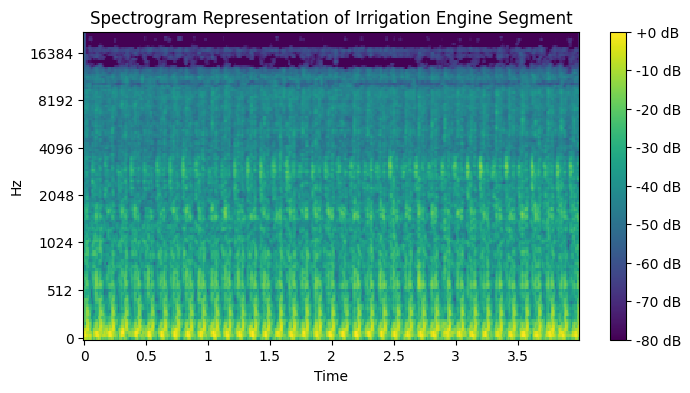 Spectrogram Representation of Irrigation Engine Segment
Hz
16384
8192
4096
2048
1024
512
0
0
0.5
1
1.5
2
2.5
3
3.5
Time
+0 dB
-10 dB
-20 dB
-30 dB
-40 dB
-50 dB
-60 dB
-70 dB
-80 dB